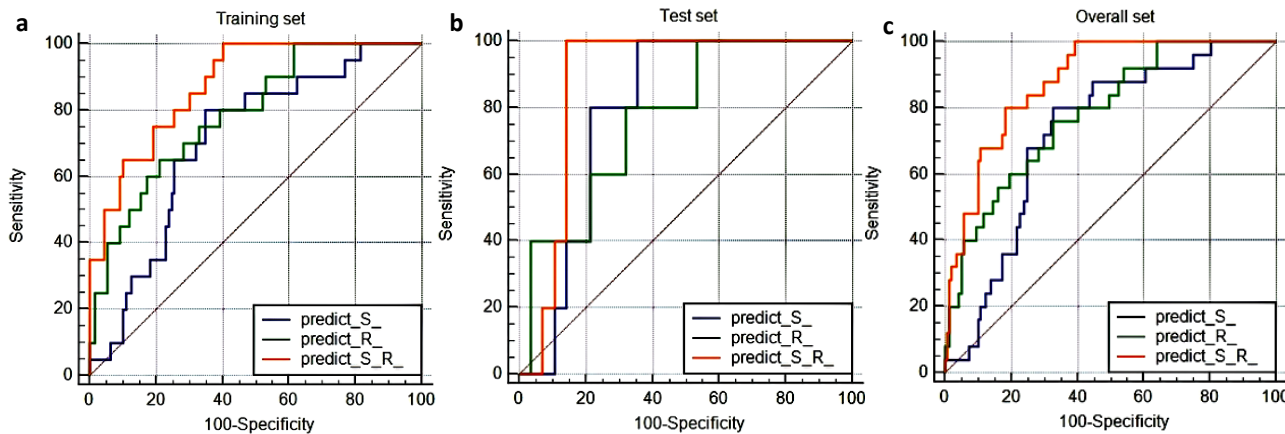 a
Training set
100
80
60
40
20
0
Sensitivity
predict_S_
predict_R_
predict_S_R_
0 20 40 60 80 100
100-Specificity
b
Test set
100
80
60
40
20
0
Sensitivity
predict_S_
predict_R_
predict_S_R_
0 20 40 60 80 100
100-Specificity
c
Overall set
100
80
60
40
20
0
predict_S_
predict_R_
predict_S_R_
0 20 40 60 80 100
100-Specificity